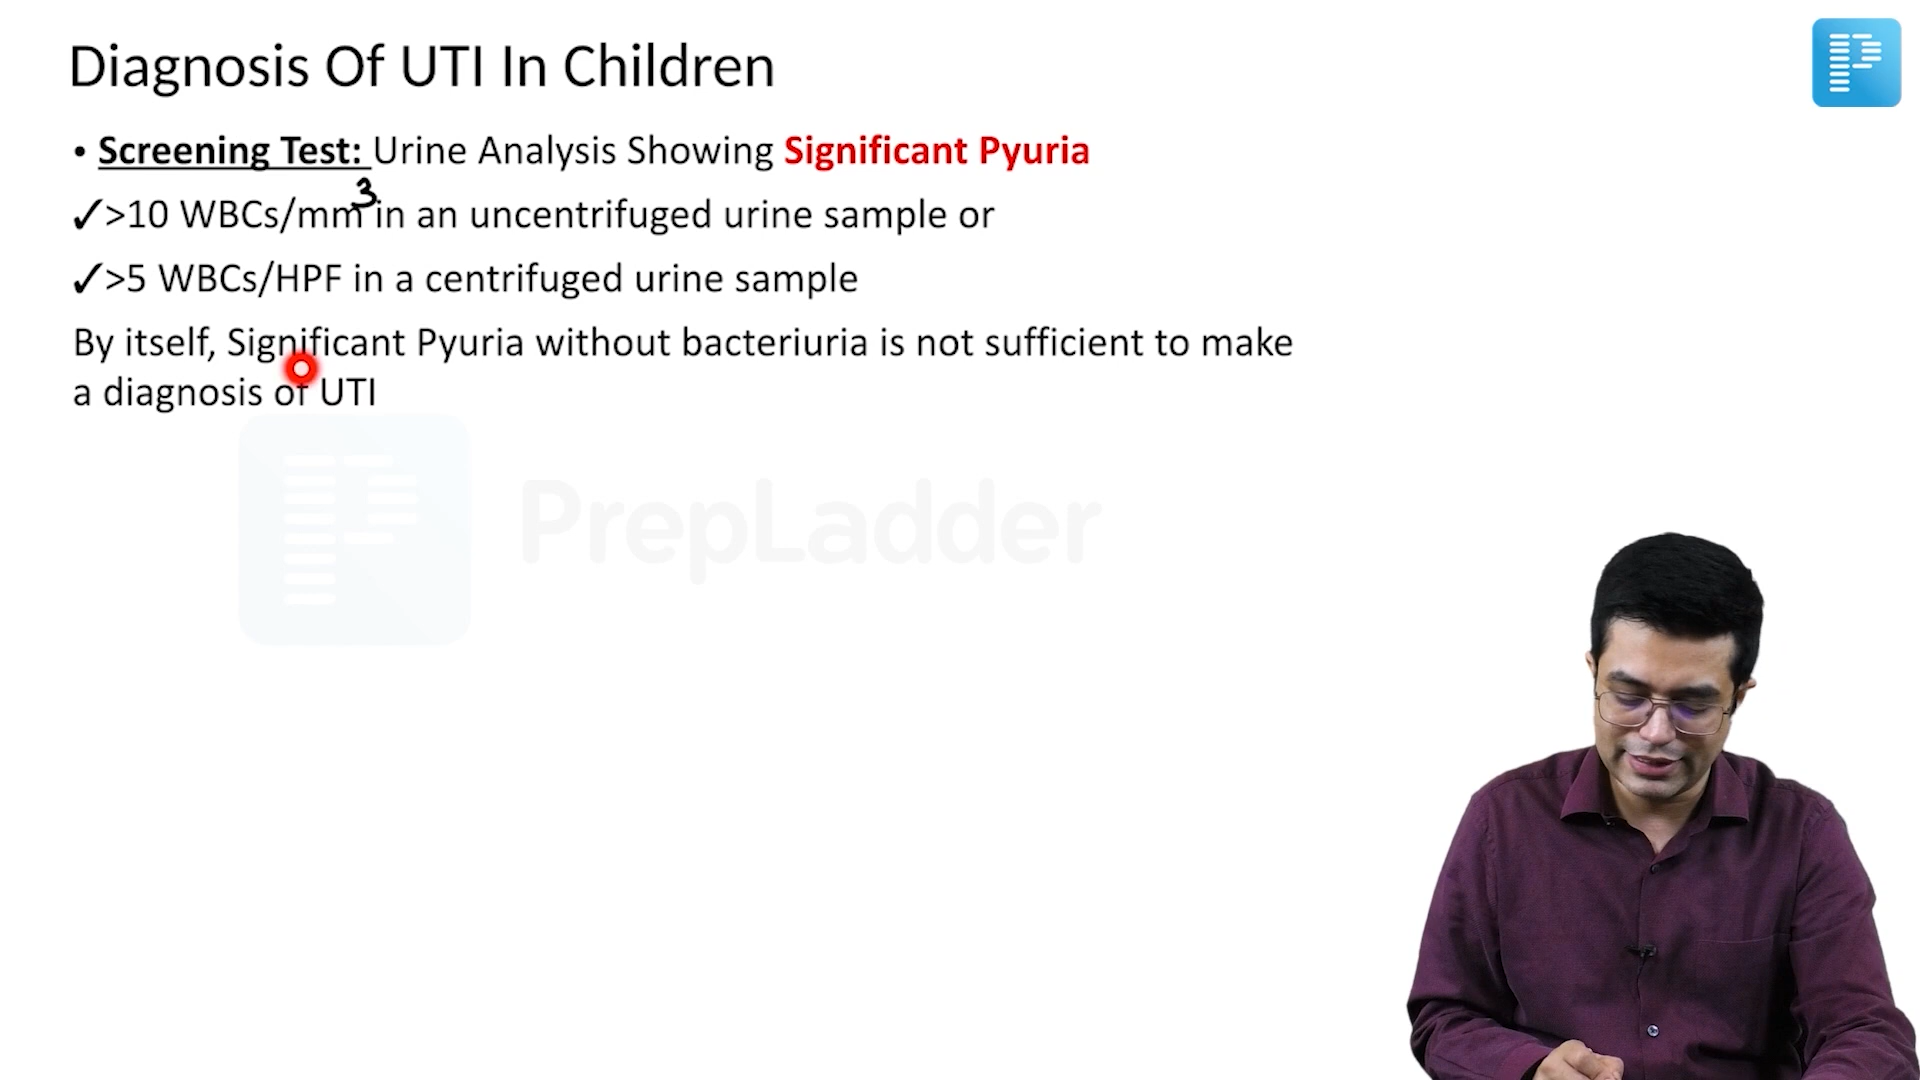 Diagnosis Of UTI In Children
• Screening Test: Urine Analysis Showing Significant Pyuria
3
✓>10 WBCs/mm in an uncentrifuged urine sample or
✓>5 WBCs/HPF in a centrifuged urine sample
By itself, Significant Pyuria without bacteriuria is not sufficient to make
a diagnosis of UTI
PrepLadder